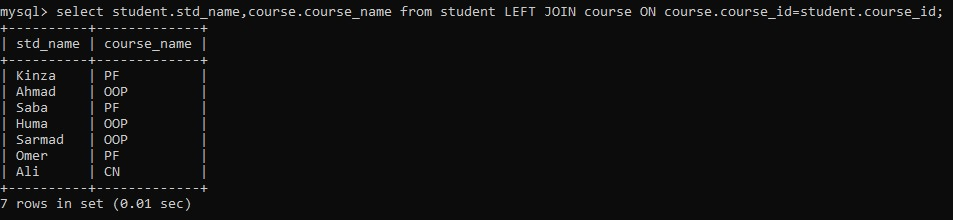 mysql> select student.std_name,course.course_name from student LEFT JOIN course ON course.course_id=student.course_id;
+----------+-------------+
| std_name | course_name |
+----------+-------------+
| Kinza    | PF          |
| Ahmad    | OOP         |
| Saba     | PF          |
| Huma     | OOP         |
| Sarmad   | OOP         |
| Omer     | PF          |
| Ali      | CN          |
+----------+-------------+
7 rows in set (0.01 sec)